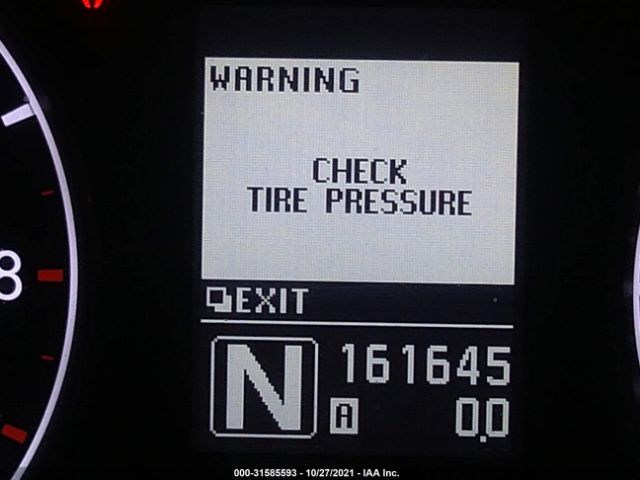 WARNING
CHECK
TIRE PRESSURE
EXIT
8
N
161645
A
0.0
000-31585593 - 10/27/2021 - IAA Inc.